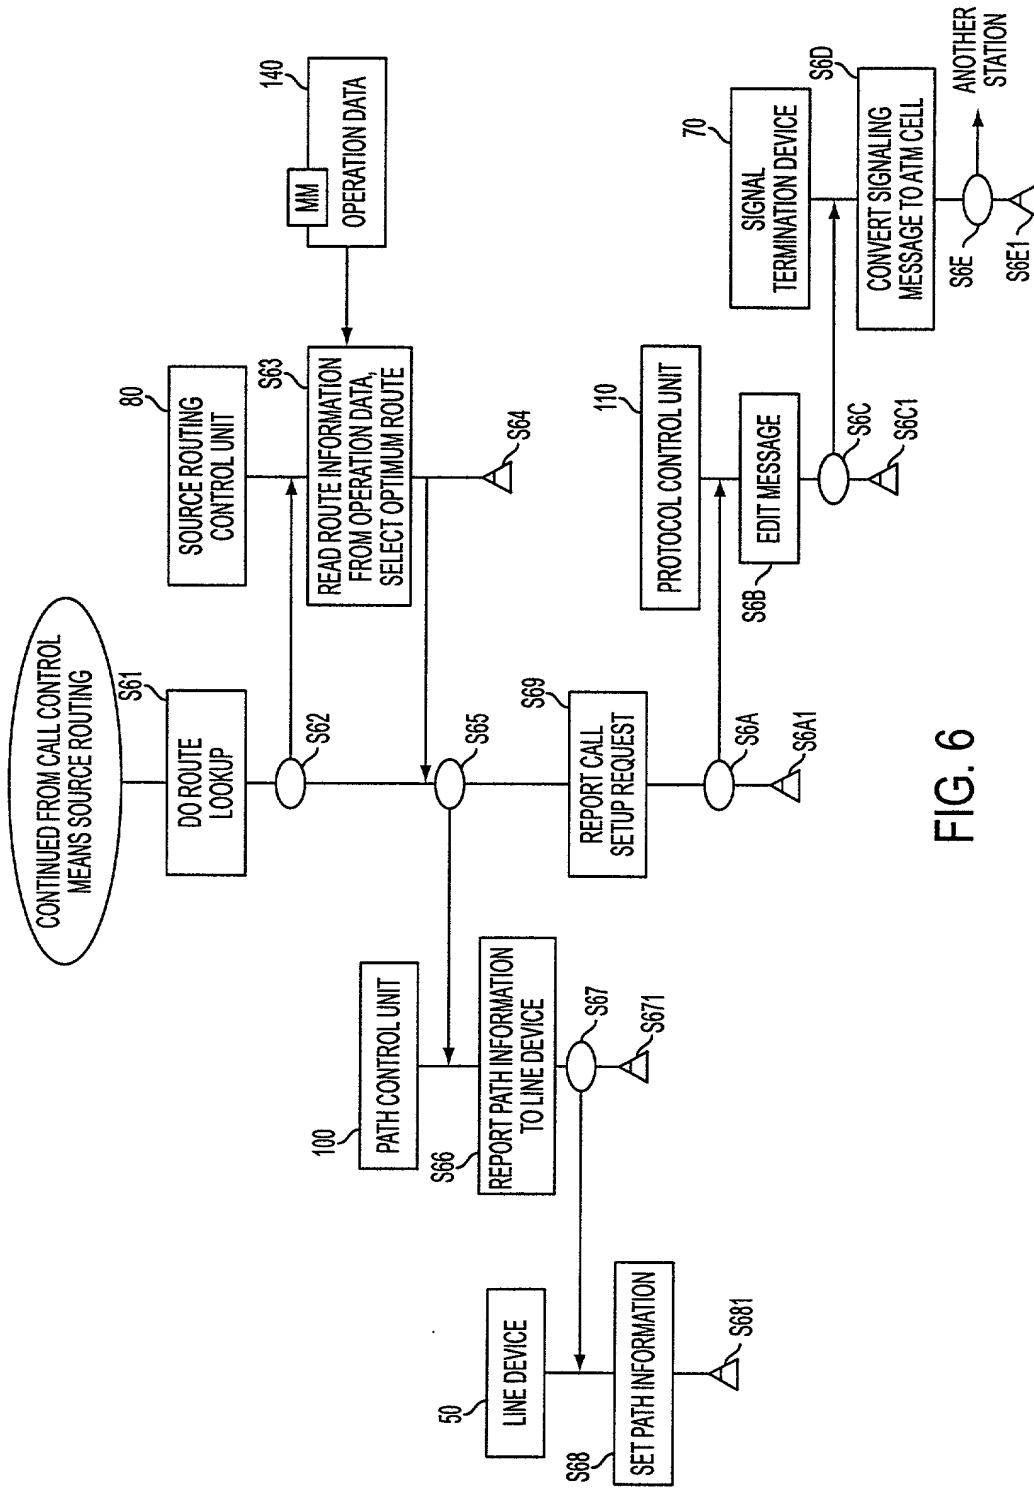 CONTINUED FROM CALL CONTROL
MEANS SOURCE ROUTING
S61
DO ROUTE
LOOKUP
S62
80
SOURCE ROUTING
CONTROL UNIT
S63
READ ROUTE INFORMATION
FROM OPERATION DATA,
SELECT OPTIMUM ROUTE
S64
140
MM
OPERATION DATA
S65
100
PATH CONTROL UNIT
S66
REPORT PATH INFORMATION
TO LINE DEVICE
S67
S671
50
LINE DEVICE
S68
SET PATH INFORMATION
S681
S69
REPORT CALL
SETUP REQUEST
S6A
S6A1
110
PROTOCOL CONTROL UNIT
S6B
EDIT MESSAGE
S6C
S6C1
70
SIGNAL
TERMINATION DEVICE
S6D
CONVERT SIGNALING
MESSAGE TO ATM CELL
S6E
ANOTHER
STATION
S6E1
FIG. 6